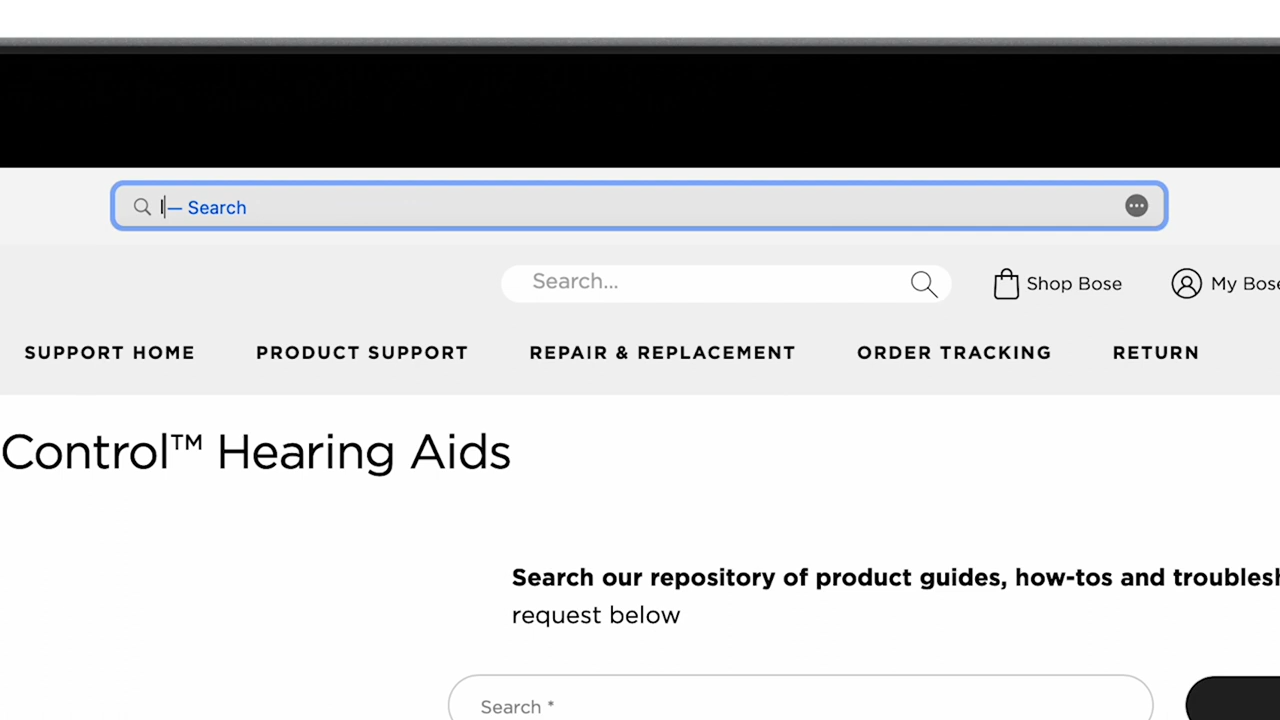 l — Search
Search...
Shop Bose
My Bose
SUPPORT HOME
PRODUCT SUPPORT
REPAIR & REPLACEMENT
ORDER TRACKING
RETURN
Control™ Hearing Aids
Search our repository of product guides, how-tos and troublesh
request below
Search *